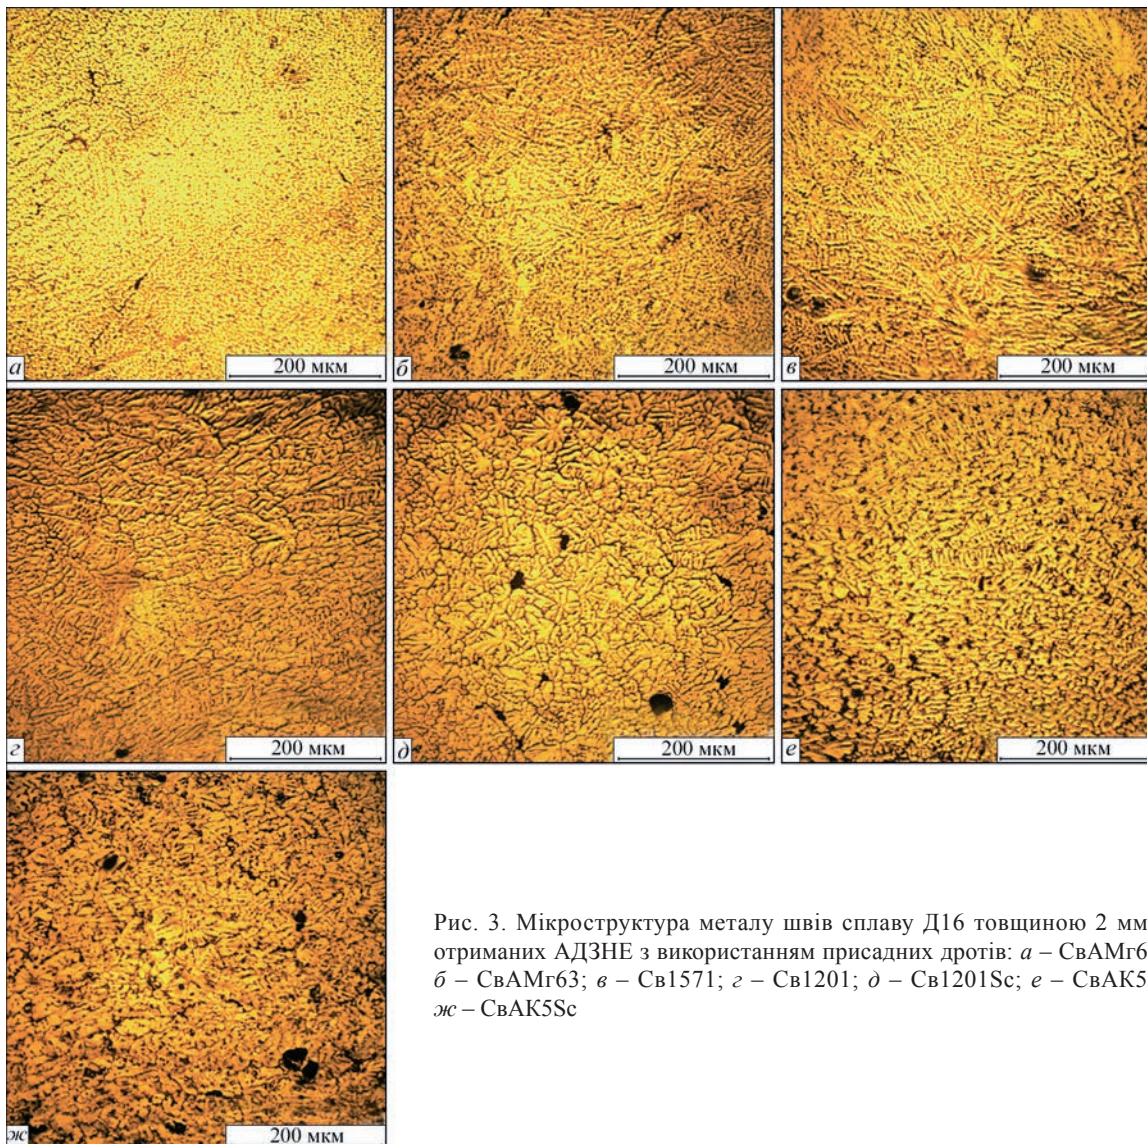 а
200 мкм
б
200 мкм
в
200 мкм
г
200 мкм
д
200 мкм
е
200 мкм
ж
200 мкм
Рис. 3. Мікроструктура металу швів сплаву Д16 товщиною 2 мм
отриманих АДЗНЕ з використанням присадних дротів: а – СвАМг6
б – СвАМг63; в – Св1571; г – Св1201; д – Св1201Sc; е – СвАК5
ж – СвАК5Sc